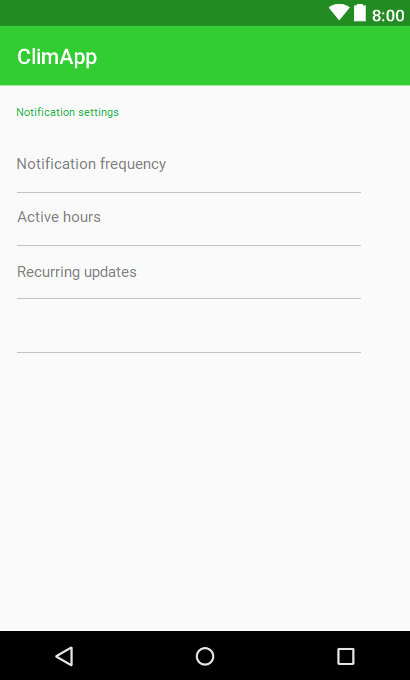 8:00
ClimApp
Notification settings
Notification frequency
Active hours
Recurring updates